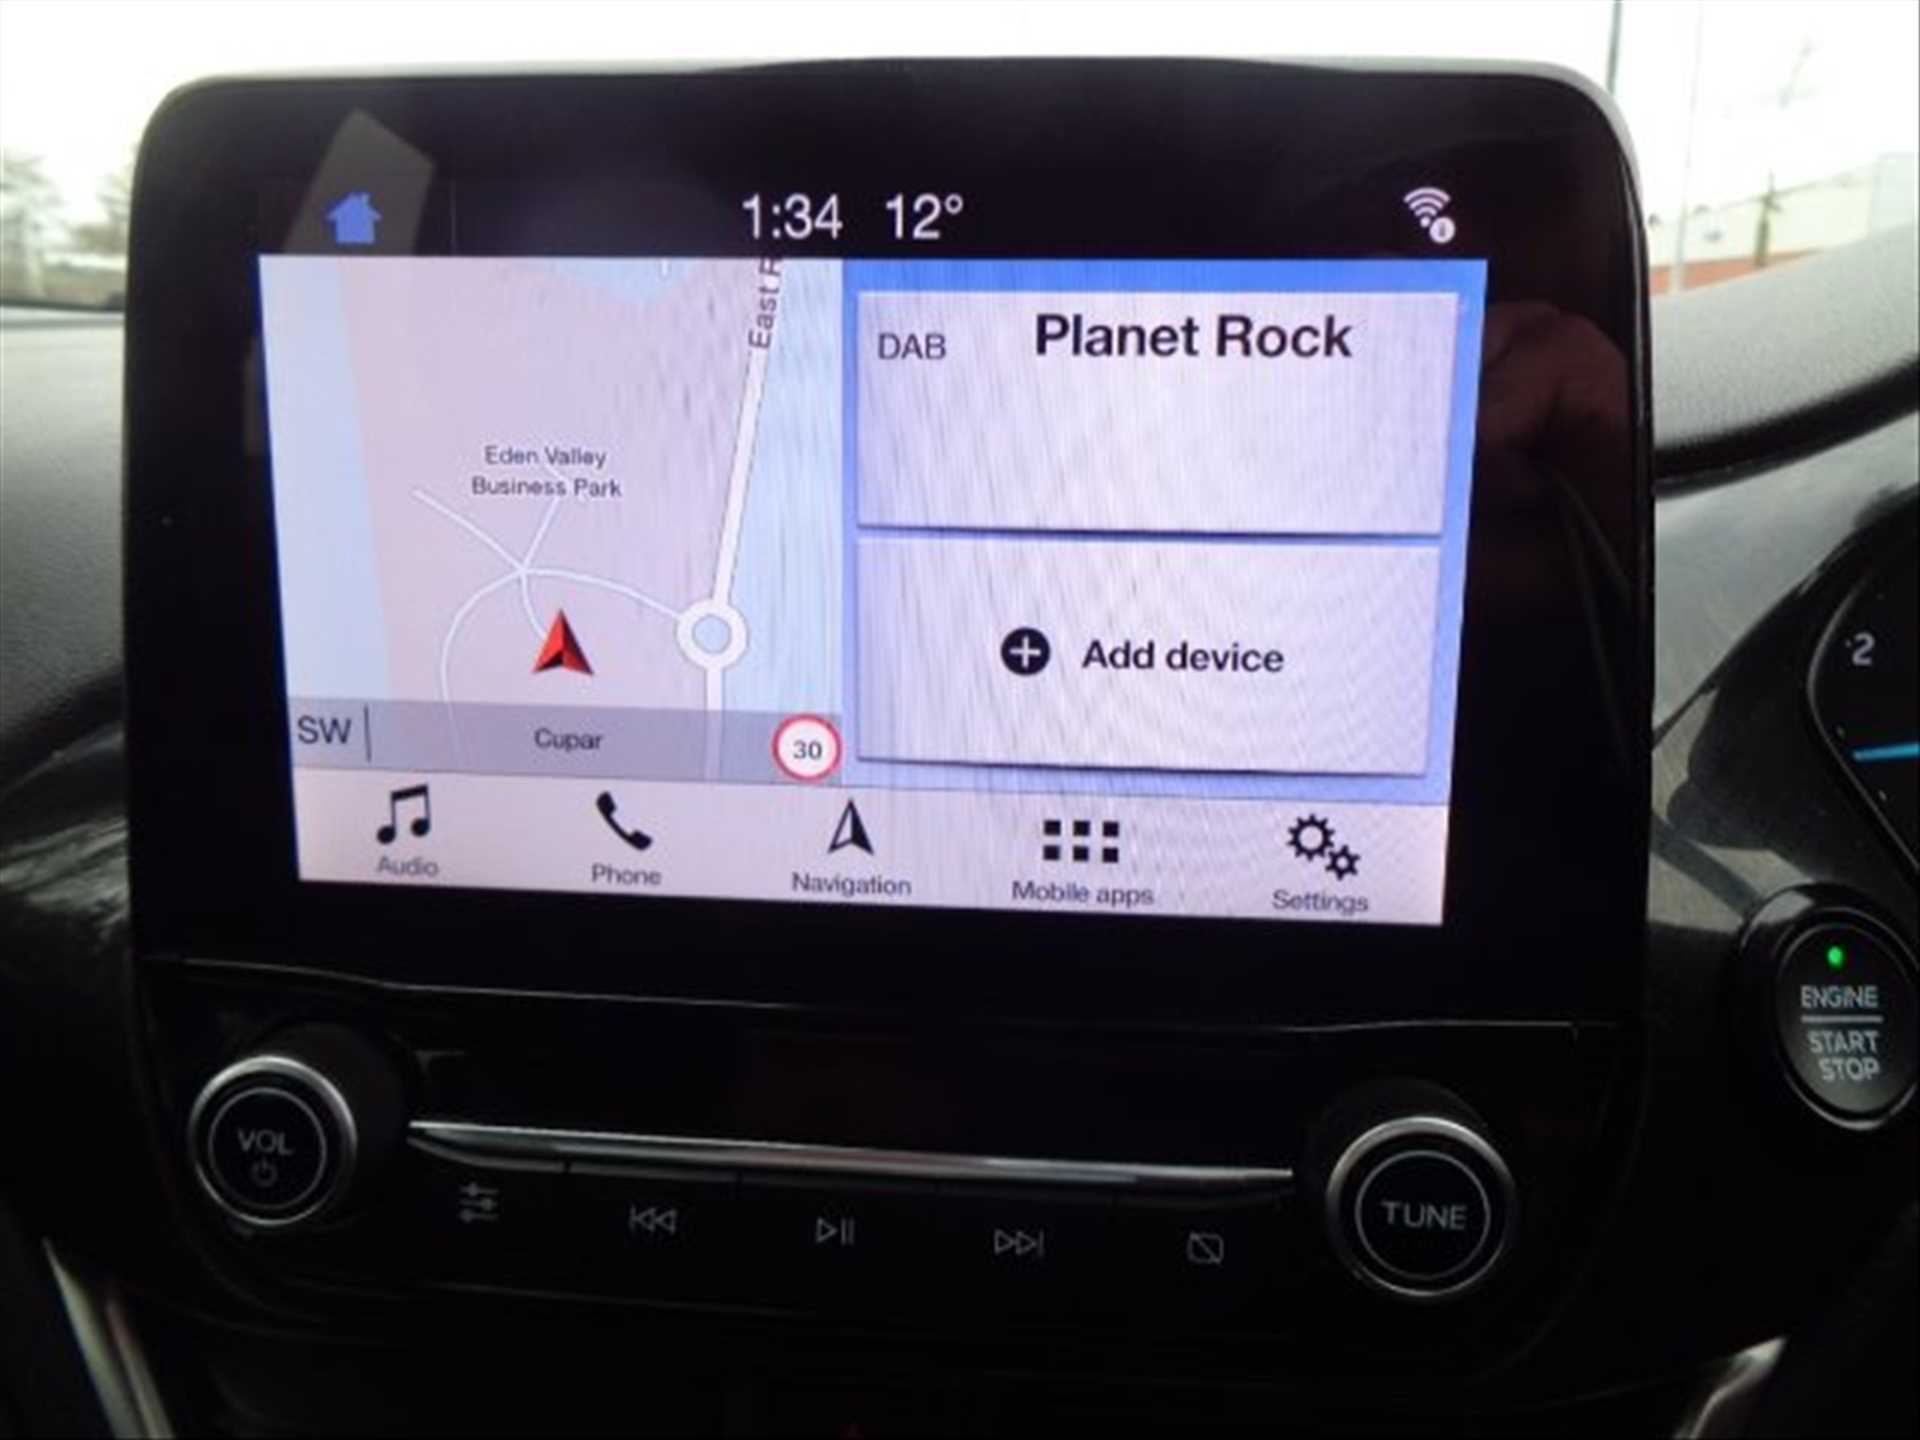 1:34 12°
East R
DAB Planet Rock
Eden Valley
Business Park
Add device
SW Cupar 30
Audio Phone Navigation Mobile apps Settings
2
ENGINE
START
STOP
VOL
TUNE